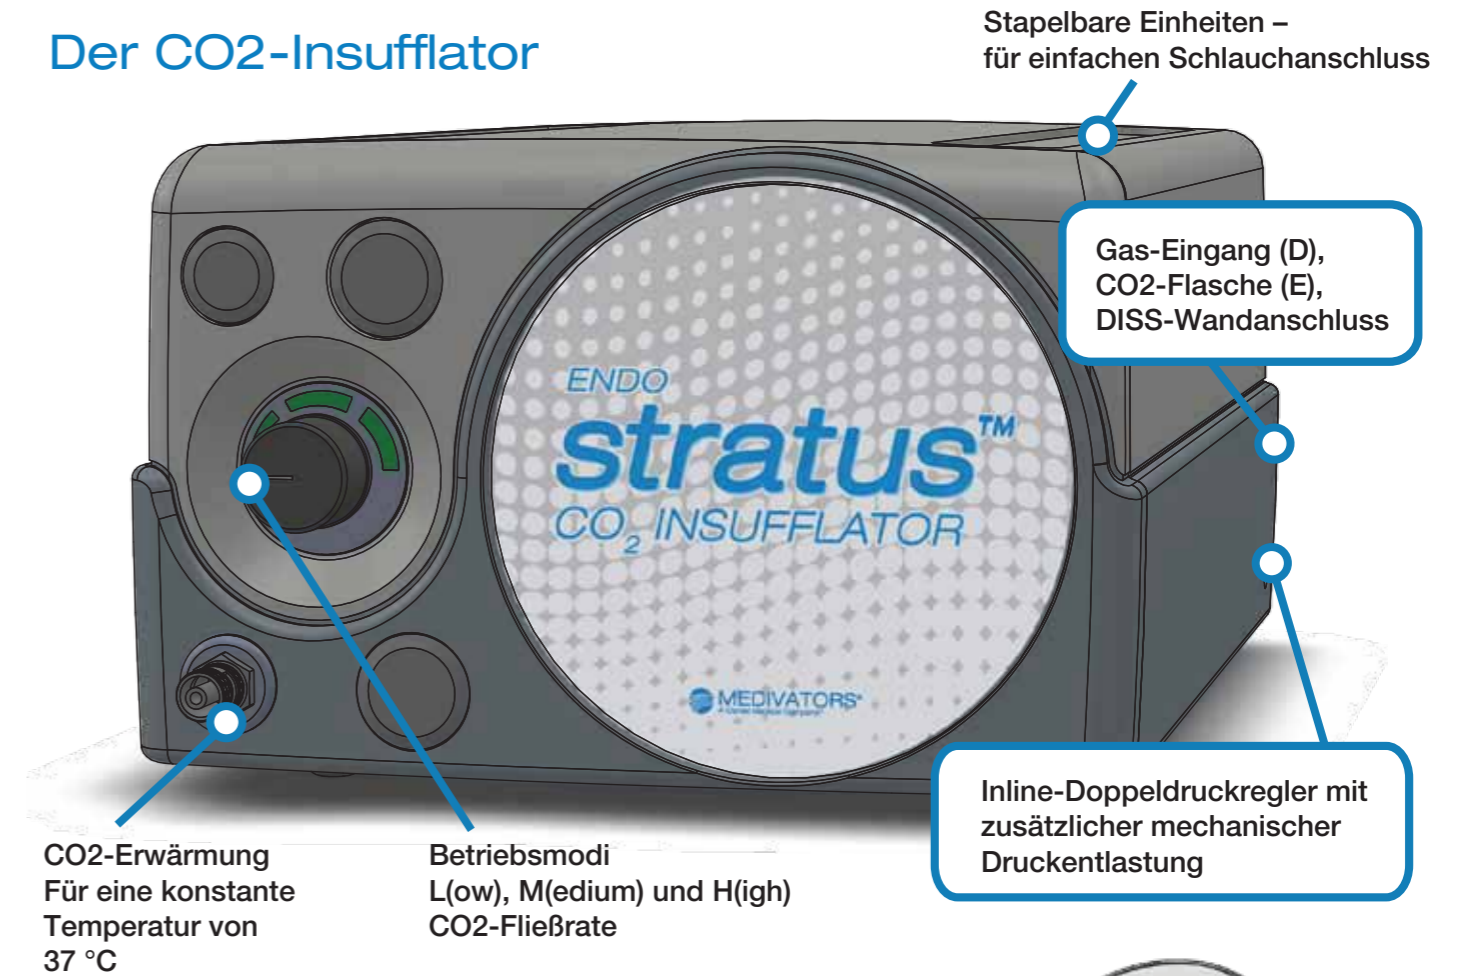 Der CO2-Insufflator
Stapelbare Einheiten –
für einfachen Schlauchanschluss
Gas-Eingang (D),
CO2-Flasche (E),
DISS-Wandanschluss
ENDO
stratus™
CO₂ INSUFFLATOR
MEDIVATORS®
Inline-Doppeldruckregler mit
zusätzlicher mechanischer
Druckentlastung
CO2-Erwärmung
Für eine konstante
Temperatur von
37 °C
Betriebsmodi
L(ow), M(edium) und H(igh)
CO2-Fließrate